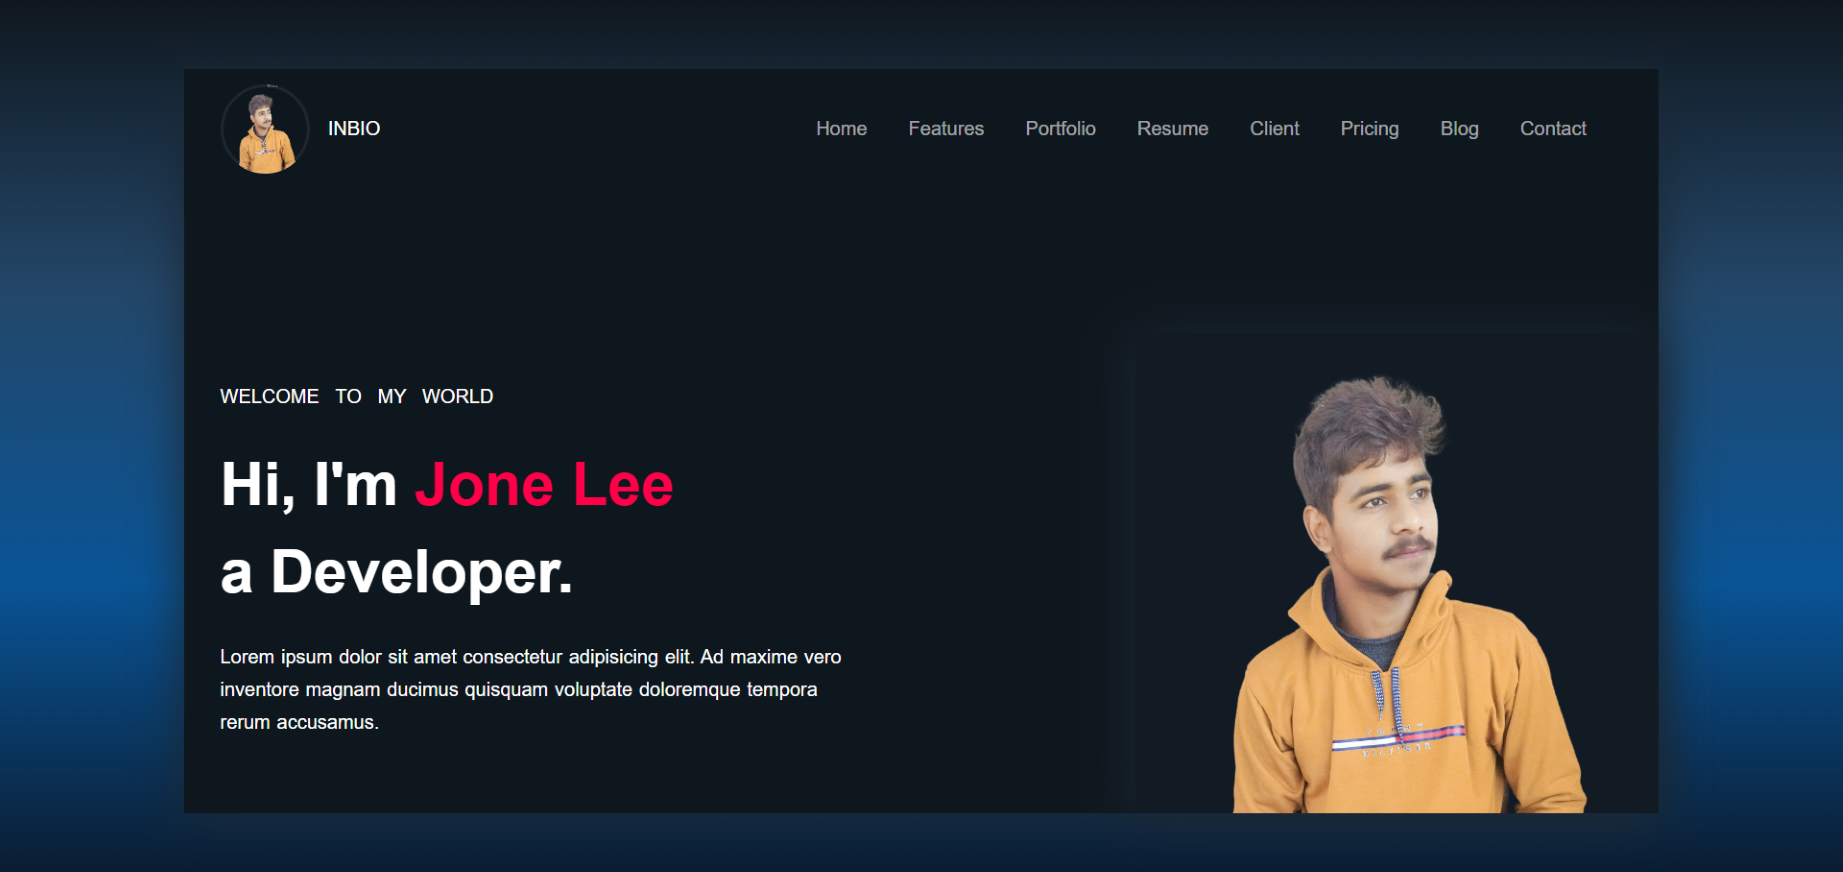 INBIO
Home Features Portfolio Resume Client Pricing Blog Contact
WELCOME TO MY WORLD
Hi, I'm Jone Lee
a Developer.
Lorem ipsum dolor sit amet consectetur adipisicing elit. Ad maxime vero
inventore magnam ducimus quisquam voluptate doloremque tempora
rerum accusamus.